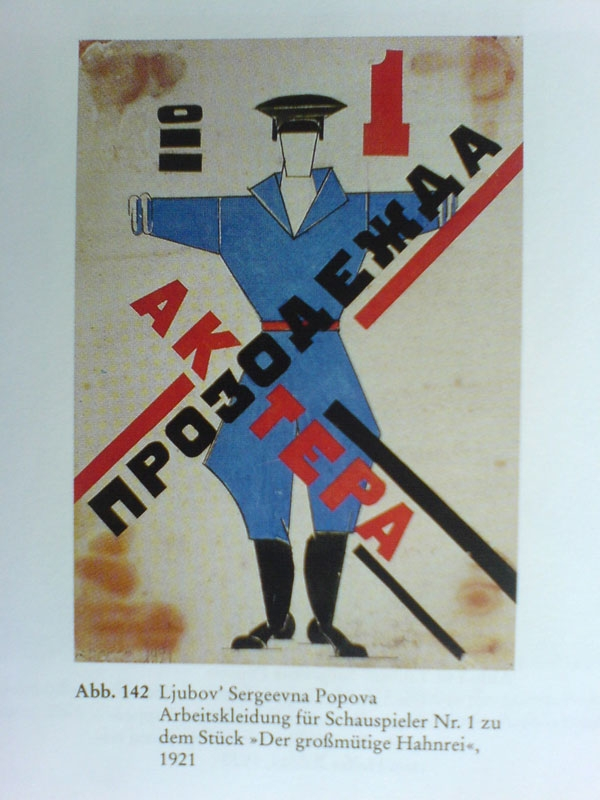 1
ПРОЗОДЕЖДА
АКТЕРА
Abb. 142 Ljubov' Sergeevna Popova
Arbeitskleidung für Schauspieler Nr. 1 zu
dem Stück »Der großmütige Hahnrei«,
1921